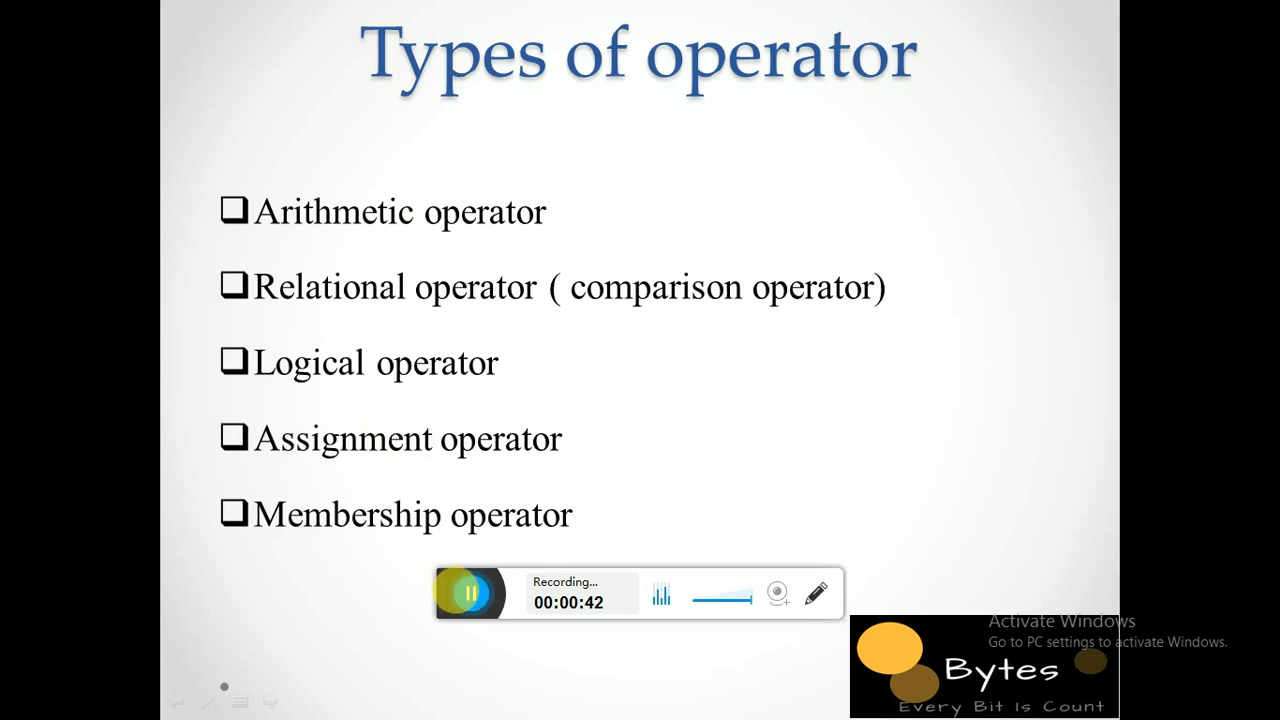 Types of operator
Arithmetic operator
Relational operator ( comparison operator)
Logical operator
Assignment operator
Membership operator
Recording...
00:00:42
Activate Windows
Go to PC settings to activate Windows.
Bytes
Every Bit Is Count